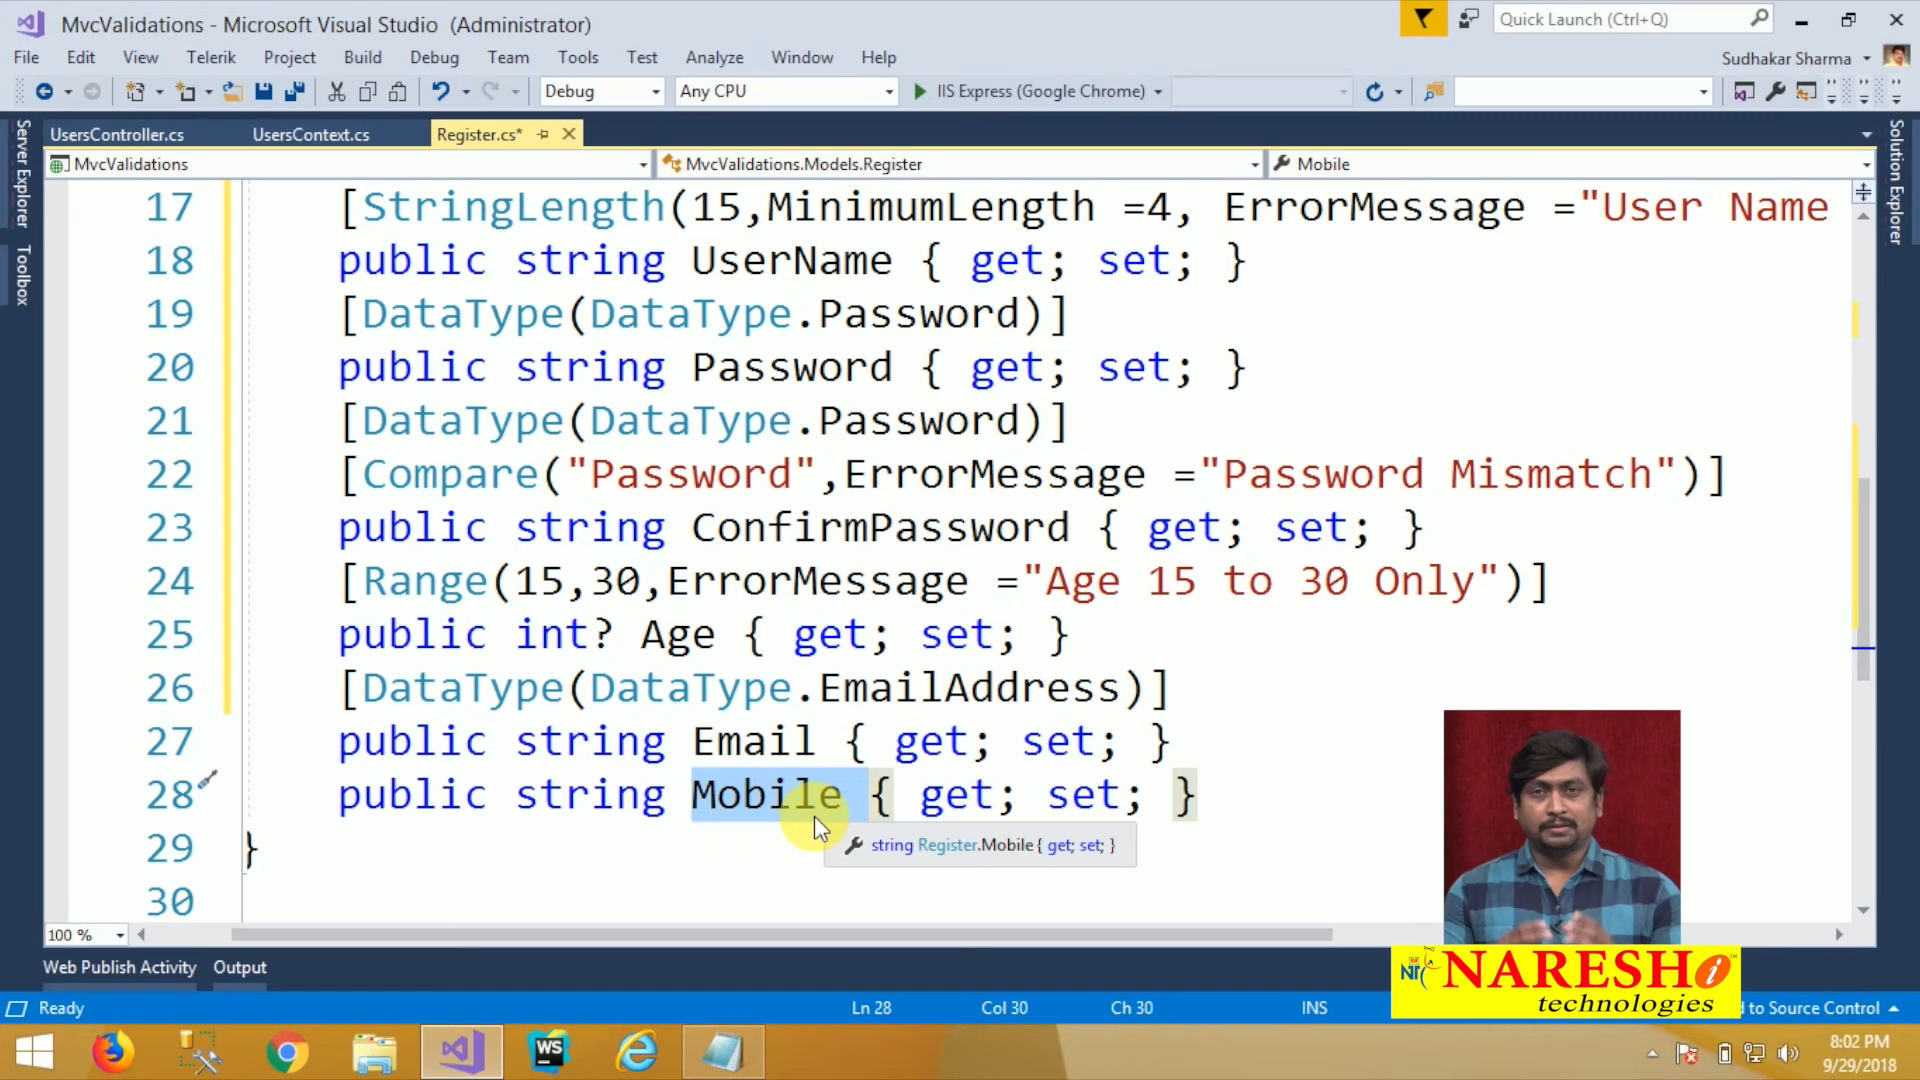 MvcValidations - Microsoft Visual Studio (Administrator)
Quick Launch (Ctrl+Q)
File Edit View Telerik Project Build Debug Team Tools Test Analyze Window Help
Sudhakar Sharma
Debug Any CPU IIS Express (Google Chrome)
Server Explorer
Toolbox
Solution Explorer
UsersController.cs UsersContext.cs Register.cs*
MvcValidations MvcValidations.Models.Register Mobile
17 [StringLength(15,MinimumLength =4, ErrorMessage ="User Name
18 public string UserName { get; set; }
19 [DataType(DataType.Password)]
20 public string Password { get; set; }
21 [DataType(DataType.Password)]
22 [Compare("Password",ErrorMessage ="Password Mismatch")]
23 public string ConfirmPassword { get; set; }
24 [Range(15,30,ErrorMessage ="Age 15 to 30 Only")]
25 public int? Age { get; set; }
26 [DataType(DataType.EmailAddress)]
27 public string Email { get; set; }
28 public string Mobile { get; set; }
string Register.Mobile { get; set; }
29 }
30
100 %
Web Publish Activity Output
NARESH i
technologies
Ready Ln 28 Col 30 Ch 30 INS d to Source Control
WS
8:02 PM
9/29/2018